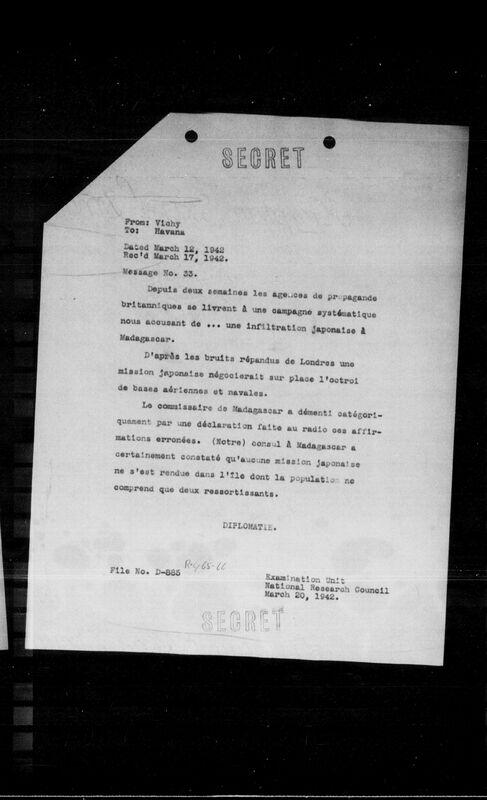 SECRET
From: Vichy
To: Havana
Dated March 12, 1942
Rec'd March 17, 1942.
Message No. 33.
Depuis deux semaines les agences de propagande
britanniques se livrent à une campagne systématique
nous accusant de ... une infiltration japonaise à
Madagascar.
D'après les bruits répandus de Londres une
mission japonaise négocierait sur place l'octroi
de bases aériennes et navales.
Le commissaire de Madagascar a démenti catégori-
quement par une déclaration faite au radio ces affir-
mations erronées. (Notre) consul à Madagascar a
certainement constaté qu'aucune mission japonaise
ne s'est rendue dans l'île dont la population ne
comprend que deux ressortissants.
DIPLOMATIE.
File No. D-885
Examination Unit
National Research Council
March 20, 1942.
SECRET